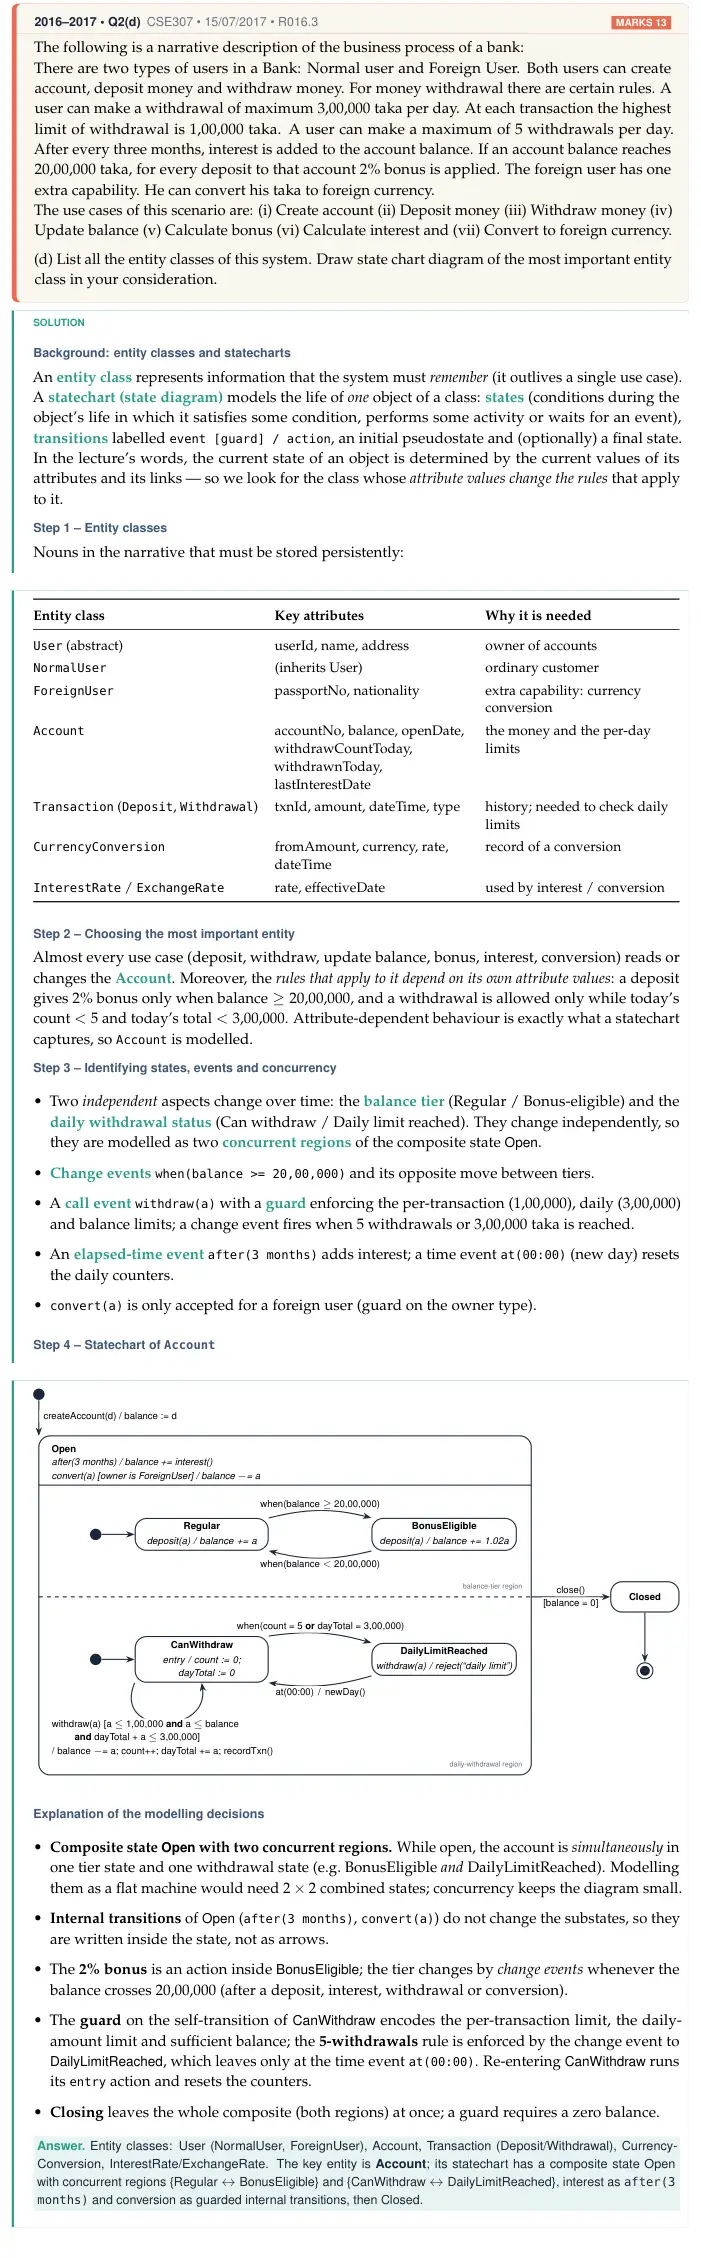 2016–2017 • Q2(d) CSE307 • 15/07/2017 • R016.3
MARKS 13
The following is a narrative description of the business process of a bank:
There are two types of users in a Bank: Normal user and Foreign User. Both users can create
account, deposit money and withdraw money. For money withdrawal there are certain rules. A
user can make a withdrawal of maximum 3,00,000 taka per day. At each transaction the highest
limit of withdrawal is 1,00,000 taka. A user can make a maximum of 5 withdrawals per day.
After every three months, interest is added to the account balance. If an account balance reaches
20,00,000 taka, for every deposit to that account 2% bonus is applied. The foreign user has one
extra capability. He can convert his taka to foreign currency.
The use cases of this scenario are: (i) Create account (ii) Deposit money (iii) Withdraw money (iv)
Update balance (v) Calculate bonus (vi) Calculate interest and (vii) Convert to foreign currency.
(d) List all the entity classes of this system. Draw state chart diagram of the most important entity
class in your consideration.
SOLUTION
Background: entity classes and statecharts
An entity class represents information that the system must remember (it outlives a single use case).
A statechart (state diagram) models the life of one object of a class: states (conditions during the
object's life in which it satisfies some condition, performs some activity or waits for an event),
transitions labelled event [guard] / action, an initial pseudostate and (optionally) a final state.
In the lecture's words, the current state of an object is determined by the current values of its
attributes and its links — so we look for the class whose attribute values change the rules that apply
to it.
Step 1 – Entity classes
Nouns in the narrative that must be stored persistently:
Entity class Key attributes Why it is needed
User (abstract) userId, name, address owner of accounts
NormalUser (inherits User) ordinary customer
ForeignUser passportNo, nationality extra capability: currency
conversion
Account accountNo, balance, openDate, the money and the per-day
withdrawCountToday, limits
withdrawnToday,
lastInterestDate
Transaction (Deposit, Withdrawal) txnId, amount, dateTime, type history; needed to check daily
limits
CurrencyConversion fromAmount, currency, rate, record of a conversion
dateTime
InterestRate / ExchangeRate rate, effectiveDate used by interest / conversion
Step 2 – Choosing the most important entity
Almost every use case (deposit, withdraw, update balance, bonus, interest, conversion) reads or
changes the Account. Moreover, the rules that apply to it depend on its own attribute values: a deposit
gives 2% bonus only when balance ≥ 20,00,000, and a withdrawal is allowed only while today's
count < 5 and today's total < 3,00,000. Attribute-dependent behaviour is exactly what a statechart
captures, so Account is modelled.
Step 3 – Identifying states, events and concurrency
• Two independent aspects change over time: the balance tier (Regular / Bonus-eligible) and the
daily withdrawal status (Can withdraw / Daily limit reached). They change independently, so
they are modelled as two concurrent regions of the composite state Open.
• Change events when(balance >= 20,00,000) and its opposite move between tiers.
• A call event withdraw(a) with a guard enforcing the per-transaction (1,00,000), daily (3,00,000)
and balance limits; a change event fires when 5 withdrawals or 3,00,000 taka is reached.
• An elapsed-time event after(3 months) adds interest; a time event at(00:00) (new day) resets
the daily counters.
• convert(a) is only accepted for a foreign user (guard on the owner type).
Step 4 – Statechart of Account
createAccount(d) / balance := d
Open
after(3 months) / balance += interest()
convert(a) [owner is ForeignUser] / balance −= a
when(balance ≥ 20,00,000)
Regular
deposit(a) / balance += a
BonusEligible
deposit(a) / balance += 1.02a
when(balance < 20,00,000)
balance-tier region
close()
[balance = 0]
Closed
when(count = 5 or dayTotal = 3,00,000)
CanWithdraw
entry / count := 0;
dayTotal := 0
DailyLimitReached
withdraw(a) / reject("daily limit")
at(00:00) / newDay()
withdraw(a) [a ≤ 1,00,000 and a ≤ balance
and dayTotal + a ≤ 3,00,000]
/ balance −= a; count++; dayTotal += a; recordTxn()
daily-withdrawal region
Explanation of the modelling decisions
• Composite state Open with two concurrent regions. While open, the account is simultaneously in
one tier state and one withdrawal state (e.g. BonusEligible and DailyLimitReached). Modelling
them as a flat machine would need 2 × 2 combined states; concurrency keeps the diagram small.
• Internal transitions of Open (after(3 months), convert(a)) do not change the substates, so they
are written inside the state, not as arrows.
• The 2% bonus is an action inside BonusEligible; the tier changes by change events whenever the
balance crosses 20,00,000 (after a deposit, interest, withdrawal or conversion).
• The guard on the self-transition of CanWithdraw encodes the per-transaction limit, the daily-
amount limit and sufficient balance; the 5-withdrawals rule is enforced by the change event to
DailyLimitReached, which leaves only at the time event at(00:00). Re-entering CanWithdraw runs
its entry action and resets the counters.
• Closing leaves the whole composite (both regions) at once; a guard requires a zero balance.
Answer. Entity classes: User (NormalUser, ForeignUser), Account, Transaction (Deposit/Withdrawal), Currency-
Conversion, InterestRate/ExchangeRate. The key entity is Account; its statechart has a composite state Open
with concurrent regions {Regular ↔ BonusEligible} and {CanWithdraw ↔ DailyLimitReached}, interest as after(3
months) and conversion as guarded internal transitions, then Closed.